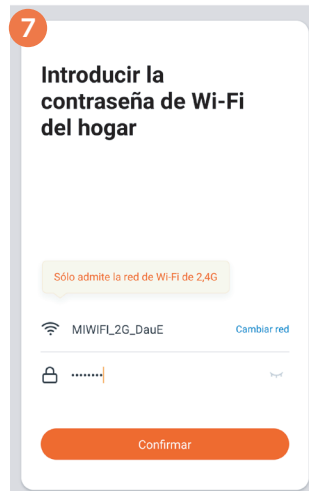 7
Introducir la
contraseña de Wi-Fi
del hogar
Sólo admite la red de Wi-Fi de 2,4G
MIWIFI_2G_DauE
Cambiar red
••••••••
Confirmar